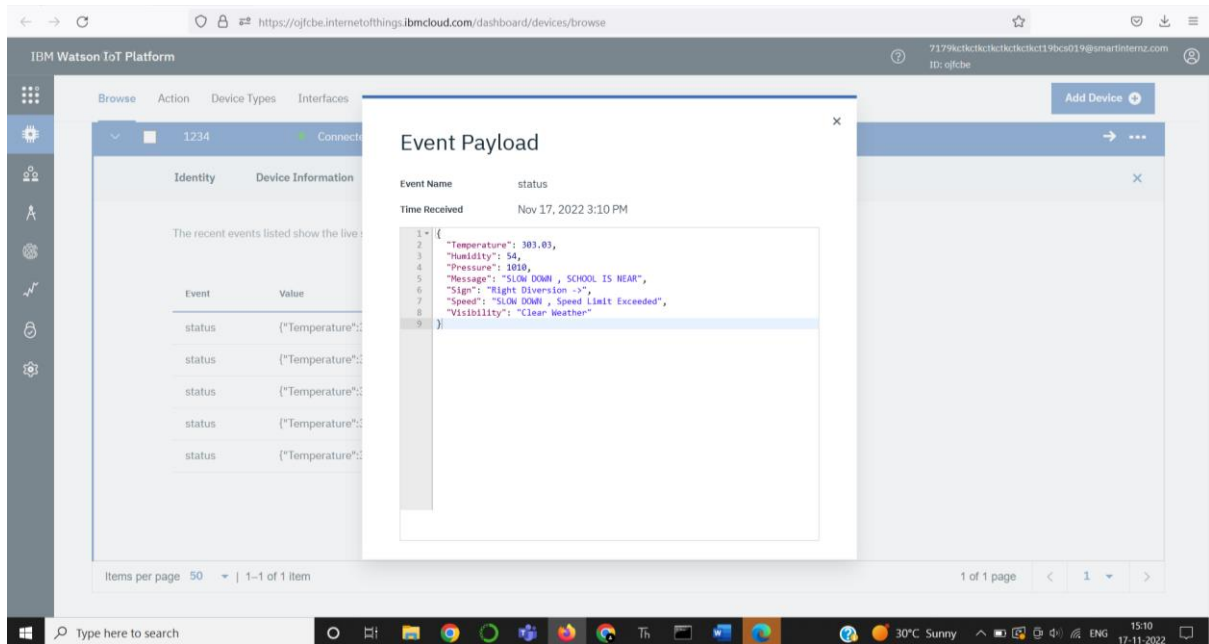 https://ojfcbe.internetofthings.ibmcloud.com/dashboard/devices/browse
IBM Watson IoT Platform
ID: ojfcbe
Browse Action Device Types Interfaces
Add Device
1234 Connecte
Identity Device Information
The recent events listed show the live
Event Value
status {"Temperature":
status {"Temperature":
status {"Temperature":
status {"Temperature":
status {"Temperature":
Event Payload
Event Name status
Time Received Nov 17, 2022 3:10 PM
1 {
2 "Temperature": 303.03,
3 "Humidity": 54,
4 "Pressure": 1010,
5 "Message": "SLOW DOWN , SCHOOL IS NEAR",
6 "Sign": "Right Diversion ->",
7 "Speed": "SLOW DOWN , Speed Limit Exceeded",
8 "Visibility": "Clear Weather"
9 }
Items per page 50 | 1–1 of 1 item
1 of 1 page < 1 >
Type here to search
Th
30°C Sunny
ENG
15:10
17-11-2022